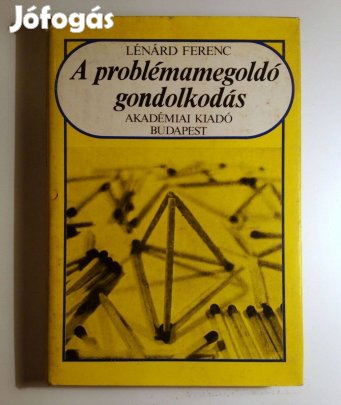 Jófogás
LÉNÁRD FERENC
A problémamegoldó
gondolkodás
AKADÉMIAI KIADÓ
BUDAPEST